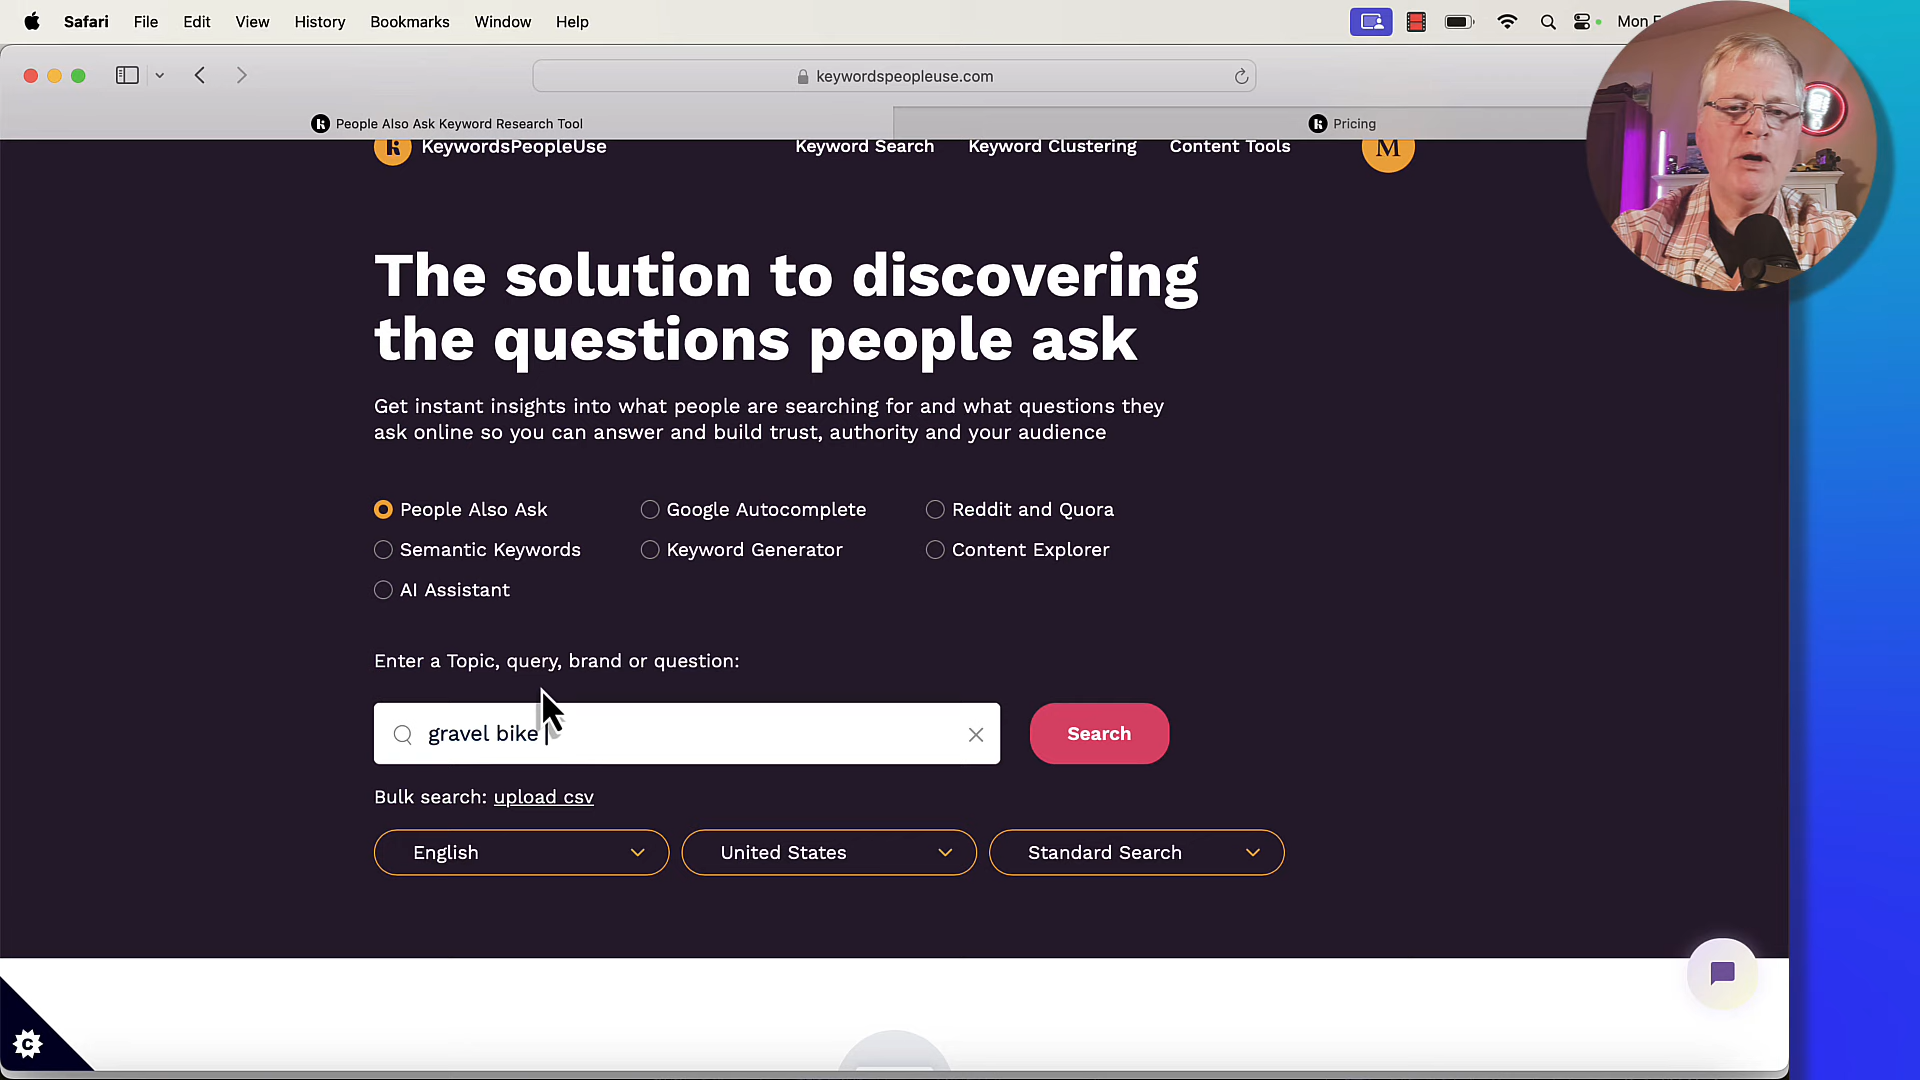 Safari File Edit View History Bookmarks Window Help
Mon
keywordspeopleuse.com
People Also Ask Keyword Research Tool
Pricing
KeywordsPeopleUse
Keyword Search Keyword Clustering Content Tools
M
The solution to discovering
the questions people ask
Get instant insights into what people are searching for and what questions they
ask online so you can answer and build trust, authority and your audience
People Also Ask Google Autocomplete Reddit and Quora
Semantic Keywords Keyword Generator Content Explorer
AI Assistant
Enter a Topic, query, brand or question:
gravel bike
Search
Bulk search: upload csv
English United States Standard Search